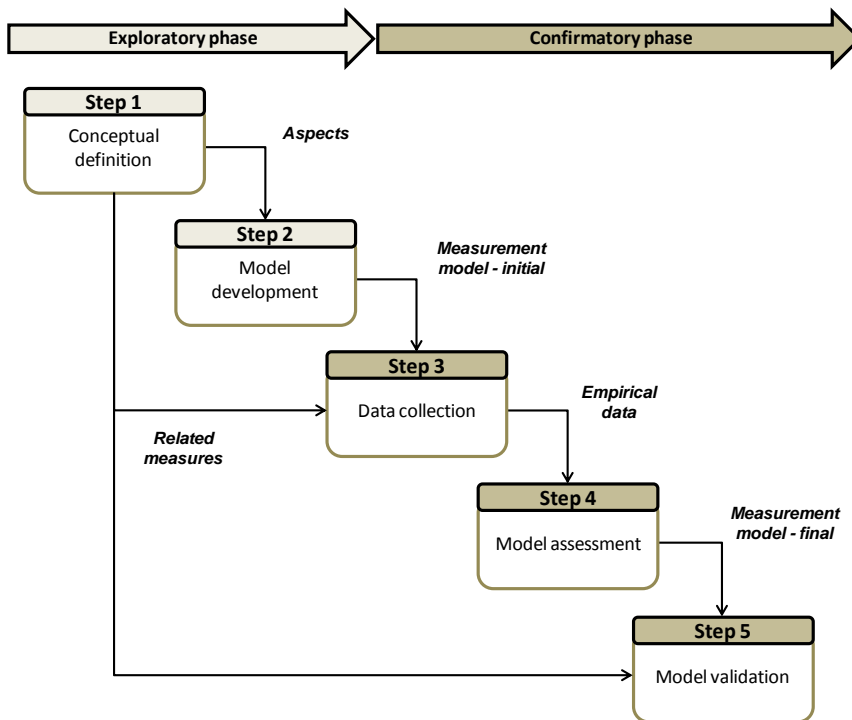 Exploratory phase
Confirmatory phase
Step 1
Conceptual
definition
Aspects
Step 2
Model
development
Measurement
model - initial
Step 3
Data collection
Related
measures
Empirical
data
Step 4
Model assessment
Measurement
model - final
Step 5
Model validation